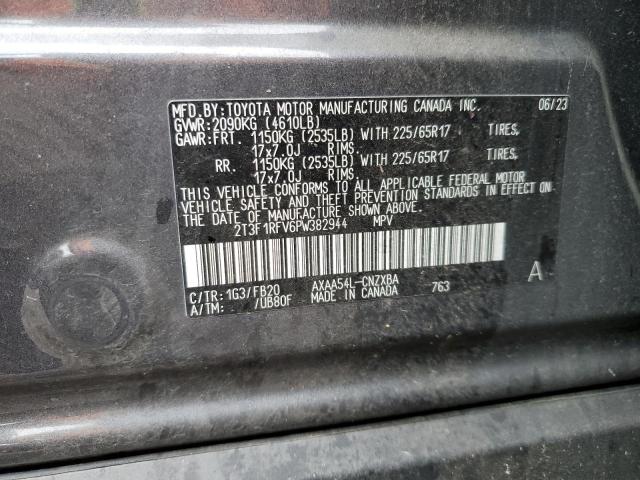 MFD.BY:TOYOTA MOTOR MANUFACTURING CANADA INC. 06/23
GVWR:2090KG (4610LB)
GAWR:FRT. 1150KG (2535LB) WITH 225/65R17 TIRES,
17x7.0J RIMS.
RR. 1150KG (2535LB) WITH 225/65R17 TIRES,
17x7.0J RIMS.
THIS VEHICLE CONFORMS TO ALL APPLICABLE FEDERAL MOTOR
VEHICLE SAFETY AND THEFT PREVENTION STANDARDS IN EFFECT ON
THE DATE OF MANUFACTURE SHOWN ABOVE.
2T3F1RFV6PW382944 MPV
A
C/TR:1G3/FB20 AXAA54L-CNZXBA 763
A/TM: /UB80F MADE IN CANADA